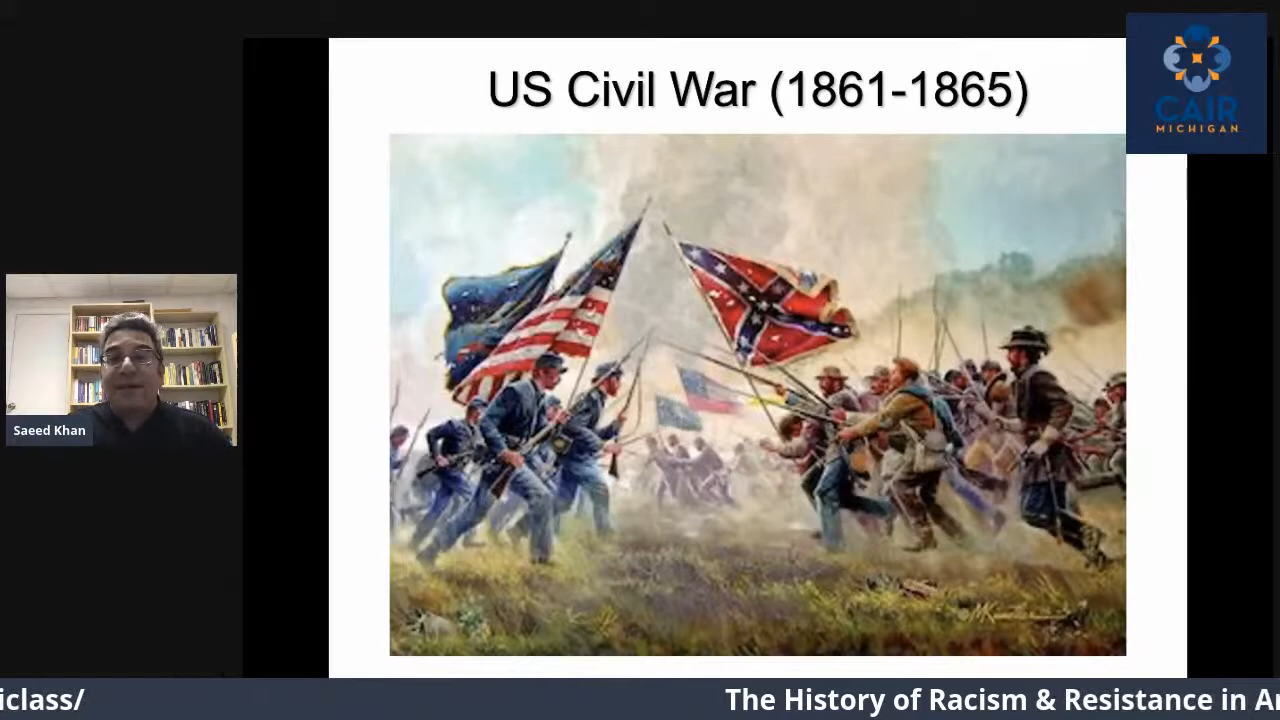 US Civil War (1861-1865)
CAIR
MICHIGAN
Saeed Khan
iclass/
The History of Racism & Resistance in Ar